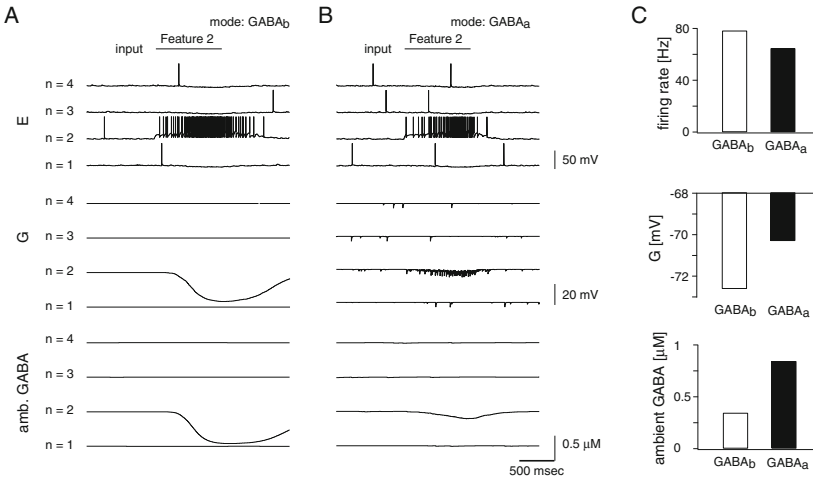 A
mode: GABAb
input
Feature 2
E
n = 4
n = 3
n = 2
n = 1
G
n = 4
n = 3
n = 2
n = 1
amb. GABA
n = 4
n = 3
n = 2
n = 1
B
mode: GABAa
input
Feature 2
50 mV
20 mV
0.5 µM
500 msec
C
firing rate [Hz]
80
40
0
GABAb
GABAa
G [mV]
-68
-70
-72
GABAb
GABAa
ambient GABA [µM]
1
0.5
0
GABAb
GABAa